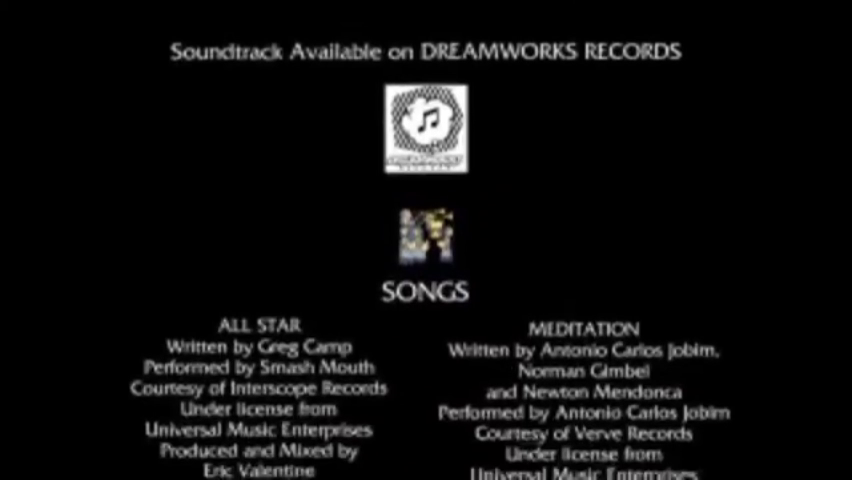 Soundtrack Available on DREAMWORKS RECORDS
SONGS
ALL STAR
Written by Greg Camp
Performed by Smash Mouth
Courtesy of Interscope Records
Under license from
Universal Music Enterprises
Produced and Mixed by
Eric Valentine
MEDITATION
Written by Antonio Carlos Jobim,
Norman Gimbel
and Newton Mendonca
Performed by Antonio Carlos Jobim
Courtesy of Verve Records
Under license from
Universal Music Enterprises